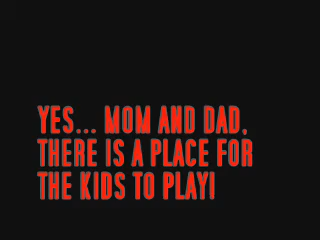 YES... MOM AND DAD,
THERE IS A PLACE FOR
THE KIDS TO PLAY!